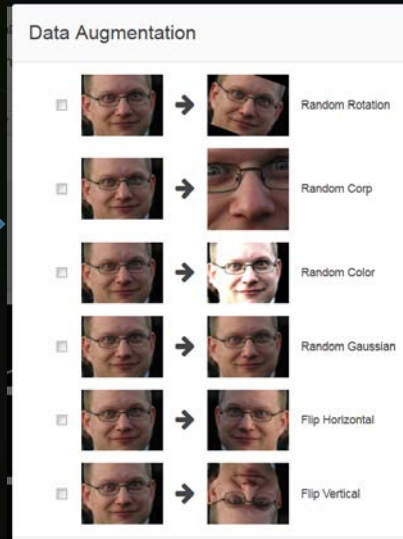 Data Augmentation
Random Rotation
Random Corp
Random Color
Random Gaussian
Flip Horizontal
Flip Vertical